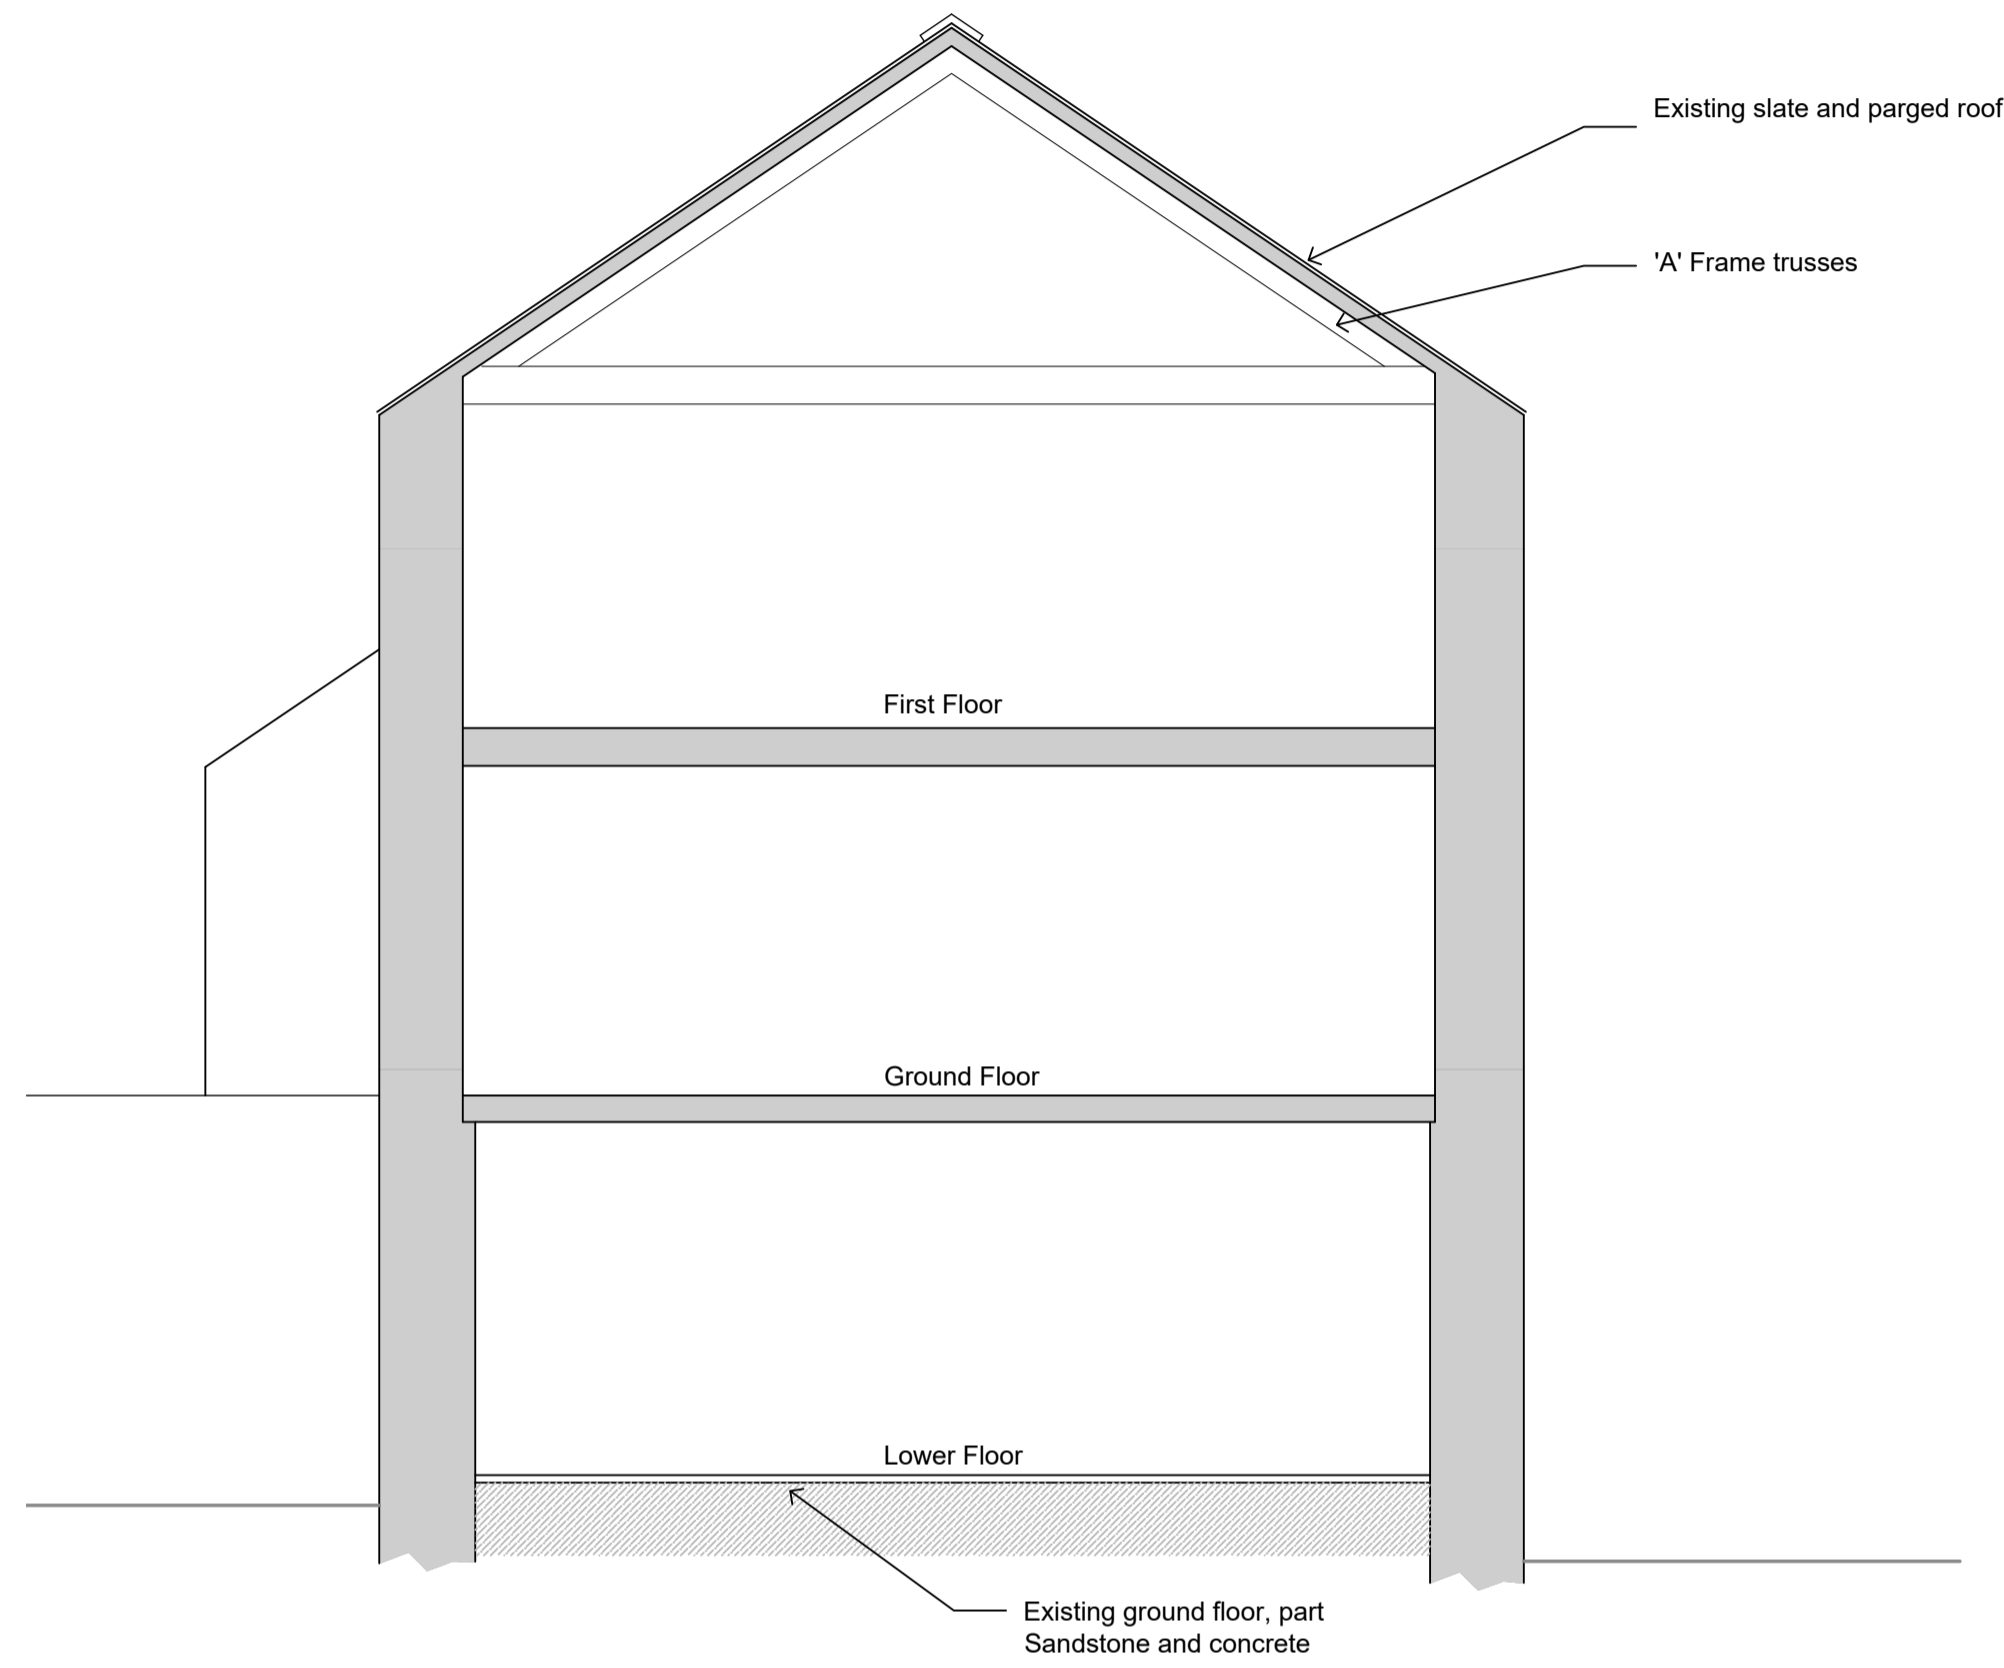 Existing slate and parged roof
'A' Frame trusses
First Floor
Ground Floor
Lower Floor
Existing ground floor, part
Sandstone and concrete